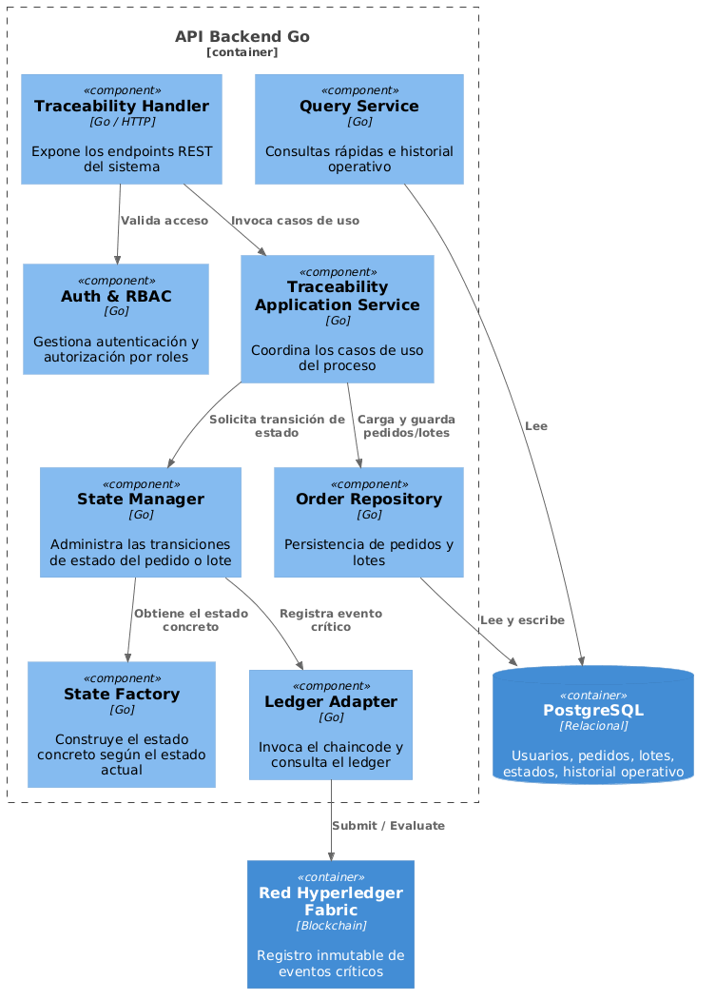 API Backend Go
[container]
«component»
Traceability Handler
[Go / HTTP]
Expone los endpoints REST
del sistema
«component»
Query Service
[Go]
Consultas rápidas e historial
operativo
Valida acceso
Invoca casos de uso
«component»
Auth & RBAC
[Go]
Gestiona autenticación y
autorización por roles
«component»
Traceability
Application Service
[Go]
Coordina los casos de uso
del proceso
Solicita transición de
estado
Carga y guarda
pedidos/lotes
Lee
«component»
State Manager
[Go]
Administra las transiciones
de estado del pedido o lote
«component»
Order Repository
[Go]
Persistencia de pedidos y
lotes
Obtiene el estado
concreto
Registra evento
crítico
Lee y escribe
«component»
State Factory
[Go]
Construye el estado
concreto según el estado
actual
«component»
Ledger Adapter
[Go]
Invoca el chaincode y
consulta el ledger
«container»
PostgreSQL
[Relacional]
Usuarios, pedidos, lotes,
estados, historial operativo
Submit / Evaluate
«container»
Red Hyperledger
Fabric
[Blockchain]
Registro inmutable de
eventos críticos